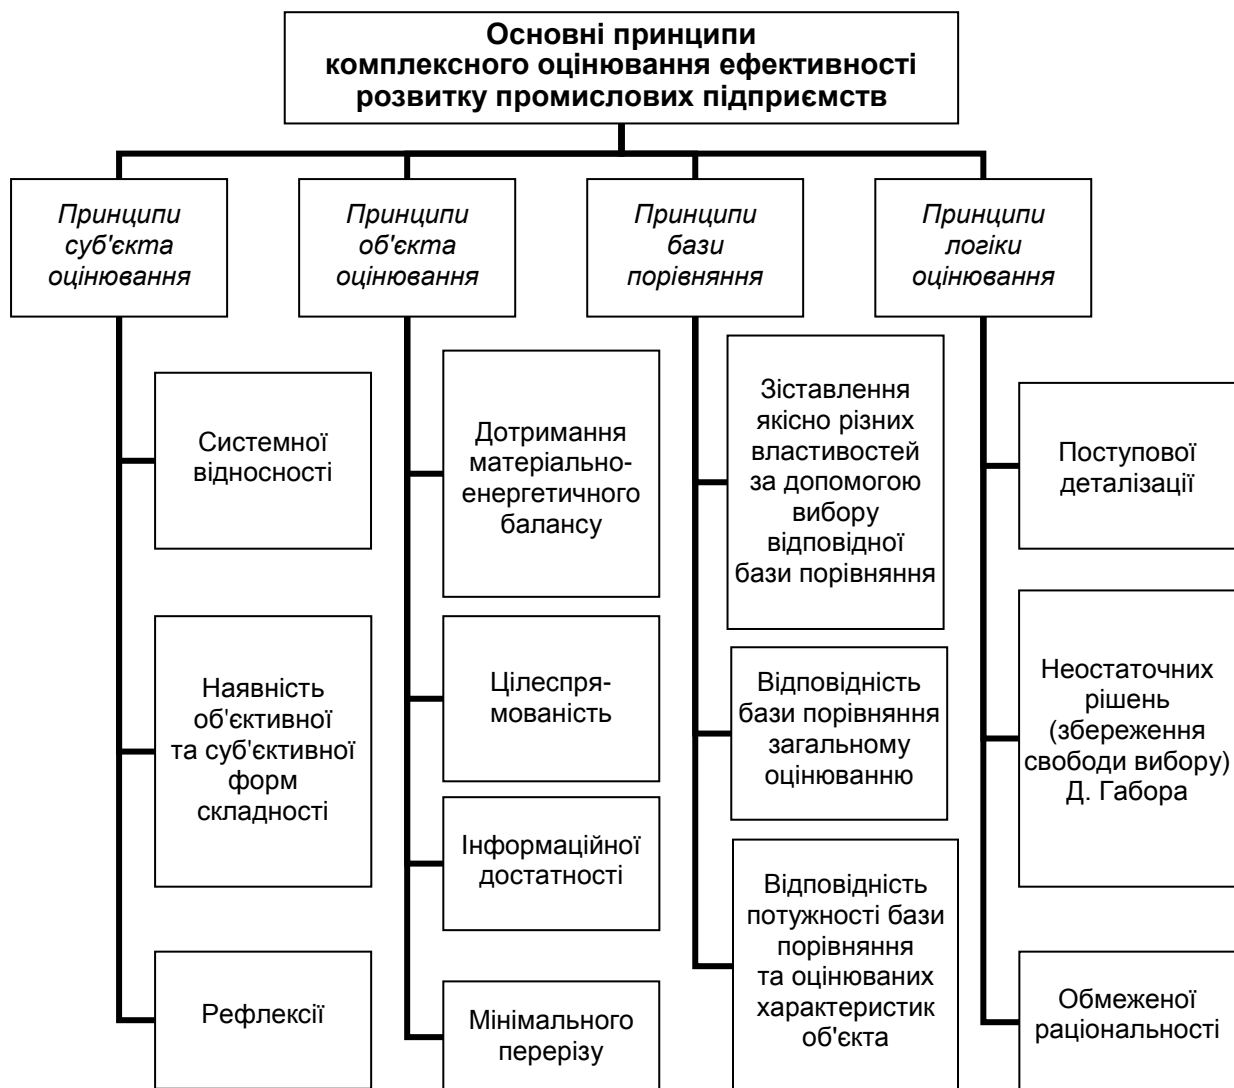 Основні принципи
комплексного оцінювання ефективності
розвитку промислових підприємств
Принципи
суб'єкта
оцінювання
Системної
відносності
Наявність
об'єктивної
та суб'єктивної
форм
складності
Рефлексії
Принципи
об'єкта
оцінювання
Дотримання
матеріально-
енергетичного
балансу
Цілеспря-
мованість
Інформаційної
достатності
Мінімального
перерізу
Принципи
бази
порівняння
Зіставлення
якісно різних
властивостей
за допомогою
вибору
відповідної
бази порівняння
Відповідність
бази порівняння
загальному
оцінюванню
Відповідність
потужності бази
порівняння
та оцінюваних
характеристик
об'єкта
Принципи
логіки
оцінювання
Поступової
деталізації
Неостаточних
рішень
(збереження
свободи вибору)
Д. Габора
Обмеженої
раціональності